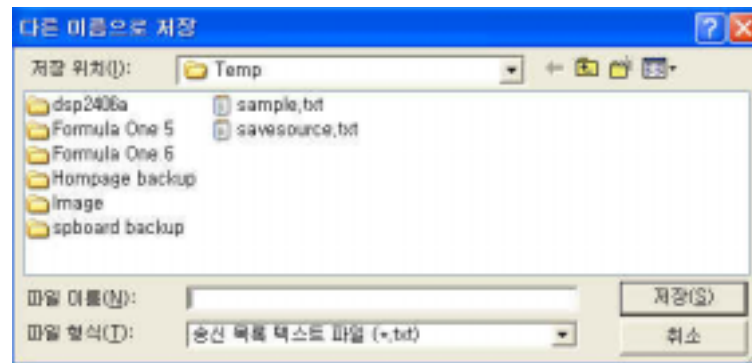 다른 이름으로 저장
저장 위치(I): Temp
dsp2406a
Formula One 5
Formula One 6
Hompage backup
Image
spboard backup
sample.txt
savesource.txt
파일 이름(N):
저장(S)
파일 형식(T): 송신 목록 텍스트 파일 (*.txt)
취소